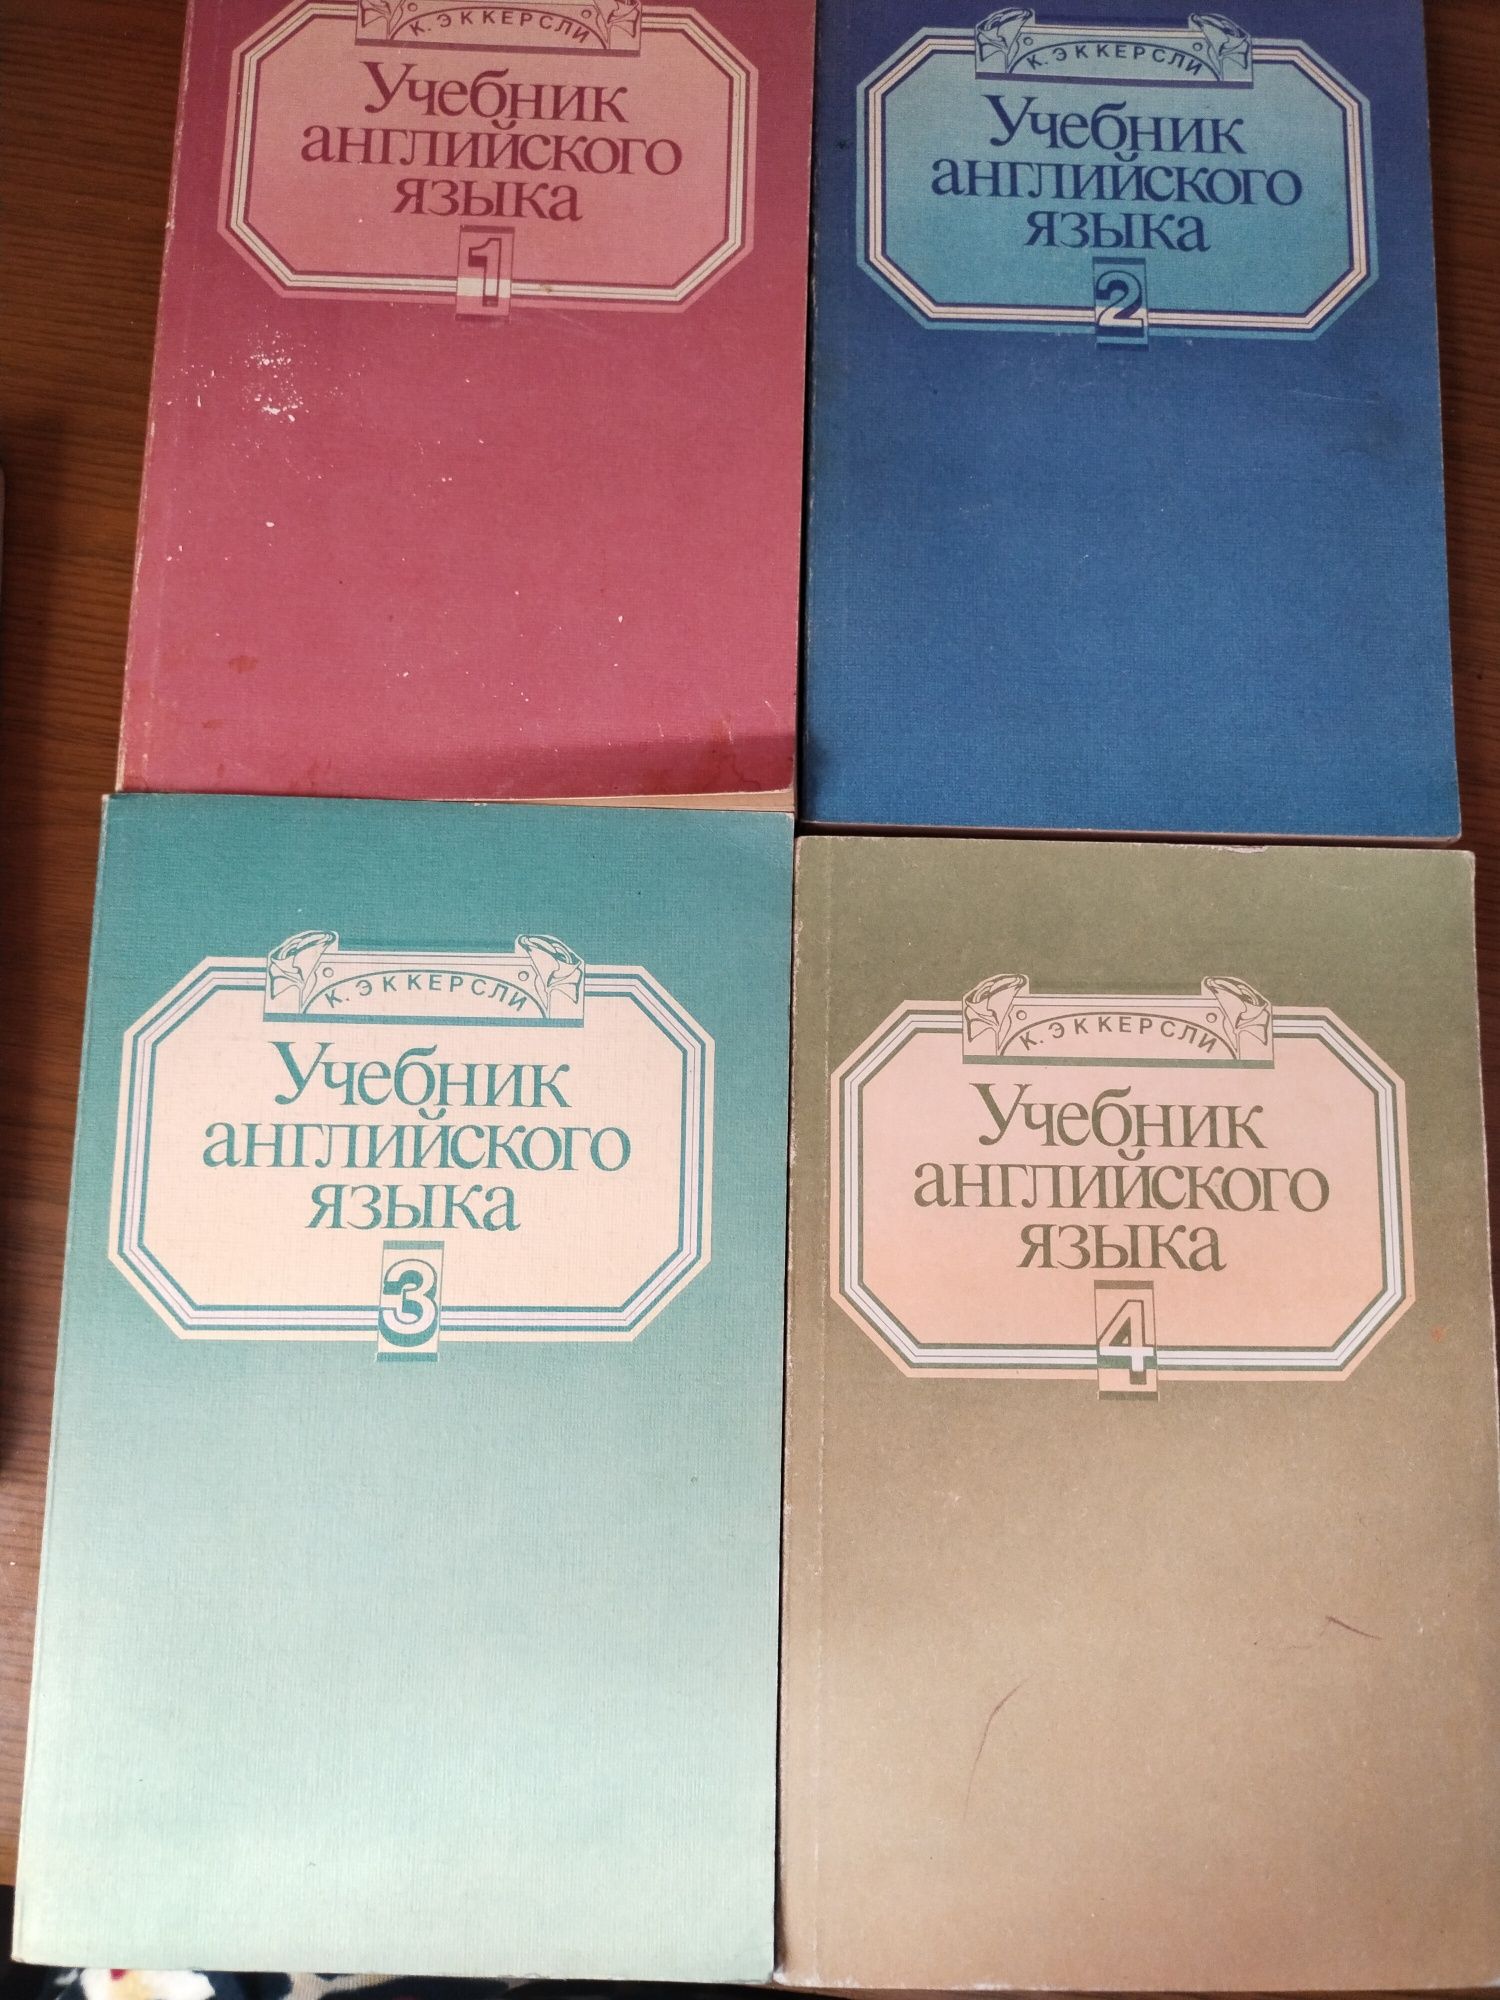 К. ЭККЕРСЛИ
Учебник
английского
языка
1
К. ЭККЕРСЛИ
Учебник
английского
языка
2
К. ЭККЕРСЛИ
Учебник
английского
языка
3
К. ЭККЕРСЛИ
Учебник
английского
языка
4